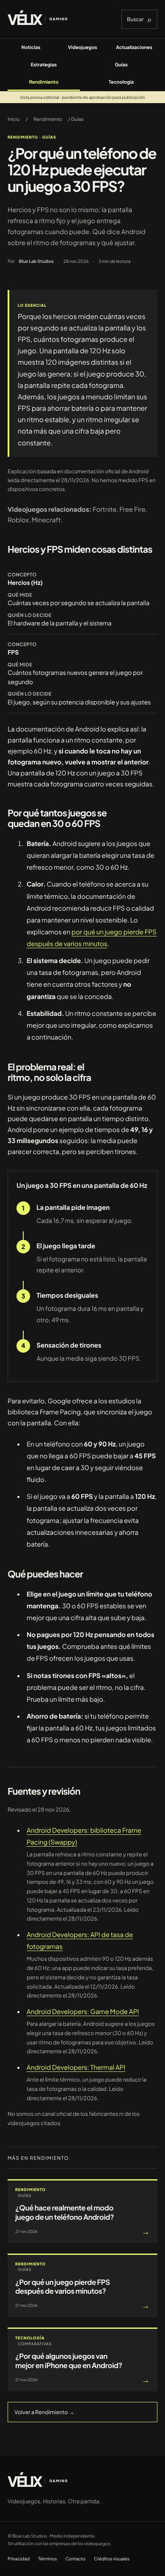 VÉLIX GAMING
Buscar
Noticias
Videojuegos
Actualizaciones
Estrategias
Guías
Rendimiento
Tecnología
Vista previa editorial · pendiente de aprobación para publicación
Inicio / Rendimiento / Guías
RENDIMIENTO · GUÍAS
¿Por qué un teléfono de
120 Hz puede ejecutar
un juego a 30 FPS?
Hercios y FPS no son lo mismo: la pantalla
refresca a ritmo fijo y el juego entrega
fotogramas cuando puede. Qué dice Android
sobre el ritmo de fotogramas y qué ajustar.
Por Blue Lab Studios · 28 nov 2026 · 3 min de lectura
LO ESENCIAL
Porque los hercios miden cuántas veces
por segundo se actualiza la pantalla y los
FPS, cuántos fotogramas produce el
juego. Una pantalla de 120 Hz solo
muestra 120 imágenes distintas si el
juego las genera; si el juego produce 30,
la pantalla repite cada fotograma.
Además, los juegos a menudo limitan sus
FPS para ahorrar batería o para mantener
un ritmo estable, y un ritmo irregular se
nota más que una cifra baja pero
constante.
Explicación basada en documentación oficial de Android
leída directamente el 28/11/2026. No hemos medido FPS en
dispositivos concretos.
Videojuegos relacionados: Fortnite, Free Fire,
Roblox, Minecraft.
Hercios y FPS miden cosas distintas
CONCEPTO
Hercios (Hz)
QUÉ MIDE
Cuántas veces por segundo se actualiza la pantalla
QUIÉN LO DECIDE
El hardware de la pantalla y el sistema
CONCEPTO
FPS
QUÉ MIDE
Cuántos fotogramas nuevos genera el juego por
segundo
QUIÉN LO DECIDE
El juego, según su potencia disponible y sus ajustes
La documentación de Android lo explica así: la
pantalla funciona a un ritmo constante, por
ejemplo 60 Hz, y si cuando le toca no hay un
fotograma nuevo, vuelve a mostrar el anterior.
Una pantalla de 120 Hz con un juego a 30 FPS
muestra cada fotograma cuatro veces seguidas.
Por qué tantos juegos se
quedan en 30 o 60 FPS
1. Batería. Android sugiere a los juegos que
quieran alargar la batería elegir una tasa de
refresco menor, como 30 o 60 Hz.
2. Calor. Cuando el teléfono se acerca a su
límite térmico, la documentación de
Android recomienda reducir FPS o calidad
para mantener un nivel sostenible. Lo
explicamos en por qué un juego pierde FPS
después de varios minutos.
3. El sistema decide. Un juego puede pedir
una tasa de refresco, pero Android la
tiene en cuenta junto a otros factores y no
garantiza que se la conceda.
4. Estabilidad. Un ritmo constante se percibe
mejor que uno irregular, como explicamos
a continuación.
El problema real: el
ritmo, no solo la cifra
Si un juego produce 30 FPS en una pantalla de 60
Hz sin sincronizarse con ella, cada fotograma
puede quedarse en pantalla un tiempo distinto.
Android pone un ejemplo de tiempos de 49, 16 y
33 milisegundos seguidos: la media puede
parecer correcta, pero se perciben tirones.
Un juego a 30 FPS en una pantalla de 60 Hz
1 La pantalla pide imagen
Cada 16,7 ms, sin esperar al juego.
2 El juego llega tarde
Si el fotograma no está listo, la pantalla
repite el anterior.
3 Tiempos desiguales
Un fotograma dura 16 ms en pantalla y
otro, 49 ms.
4 Sensación de tirones
Aunque la media siga siendo 30 FPS.
Para evitarlo, Google ofrece a los estudios la
biblioteca Frame Pacing, que sincroniza el juego
con la pantalla. Con ella:
• En un teléfono con 60 y 90 Hz, un juego
que no llega a 60 FPS puede bajar a 45 FPS
en lugar de caer a 30 y seguir viéndose
fluido.
• Si el juego va a 60 FPS y la pantalla a 120 Hz,
la pantalla se actualiza dos veces por
fotograma; ajustar la frecuencia evita
actualizaciones innecesarias y ahorra
batería.
Qué puedes hacer
• Elige en el juego un límite que tu teléfono
mantenga. 30 o 60 FPS estables se ven
mejor que una cifra alta que sube y baja.
• No pagues por 120 Hz pensando en todos
tus juegos. Comprueba antes qué límites
de FPS ofrecen los juegos que usas.
• Si notas tirones con FPS «altos», el
problema puede ser el ritmo, no la cifra.
Prueba un límite más bajo.
• Ahorro de batería: si tu teléfono permite
fijar la pantalla a 60 Hz, tus juegos limitados
a 60 FPS o menos no pierden nada visible.
Fuentes y revisión
Revisado el 28 nov 2026.
• Android Developers: biblioteca Frame
Pacing (Swappy)
La pantalla refresca a un ritmo constante y repite el
fotograma anterior si no hay uno nuevo; un juego a
30 FPS en una pantalla de 60 Hz puede mostrar
tiempos de 49, 16 y 33 ms; con 60 y 90 Hz un juego
puede bajar a 45 FPS en lugar de 30; a 60 FPS en
120 Hz la pantalla se actualiza dos veces por
fotograma. Actualizada el 23/11/2026. Leído
directamente el 28/11/2026.
• Android Developers: API de tasa de
fotogramas
Muchos dispositivos admiten 90 o 120 Hz además
de 60 Hz; una app puede indicar su tasa preferida,
pero el sistema decide y no garantiza la tasa
solicitada. Actualizada el 12/11/2026. Leído
directamente el 28/11/2026.
• Android Developers: Game Mode API
Para alargar la batería, Android sugiere a los juegos
elegir una tasa de refresco menor (30 o 60 Hz) y
usar ritmo de fotogramas para ese objetivo. Leído
directamente el 28/11/2026.
• Android Developers: Thermal API
Ante el límite térmico, un juego puede reducir la
tasa de fotogramas o la calidad. Leído
directamente el 28/11/2026.
No somos un canal oficial de los fabricantes ni de los
videojuegos citados.
MÁS EN RENDIMIENTO
RENDIMIENTO
· GUÍAS
¿Qué hace realmente el modo
juego de un teléfono Android?
27 nov 2026 →
RENDIMIENTO
· GUÍAS
¿Por qué un juego pierde FPS
después de varios minutos?
27 nov 2026 →
TECNOLOGÍA
· COMPARATIVAS
¿Por qué algunos juegos van
mejor en iPhone que en Android?
27 nov 2026 →
Volver a Rendimiento →
VÉLIX GAMING
Videojuegos. Historias. Otra partida.
© Blue Lab Studios · Medio independiente.
Sin afiliación con las empresas de los videojuegos.
Privacidad Términos Contacto Créditos visuales